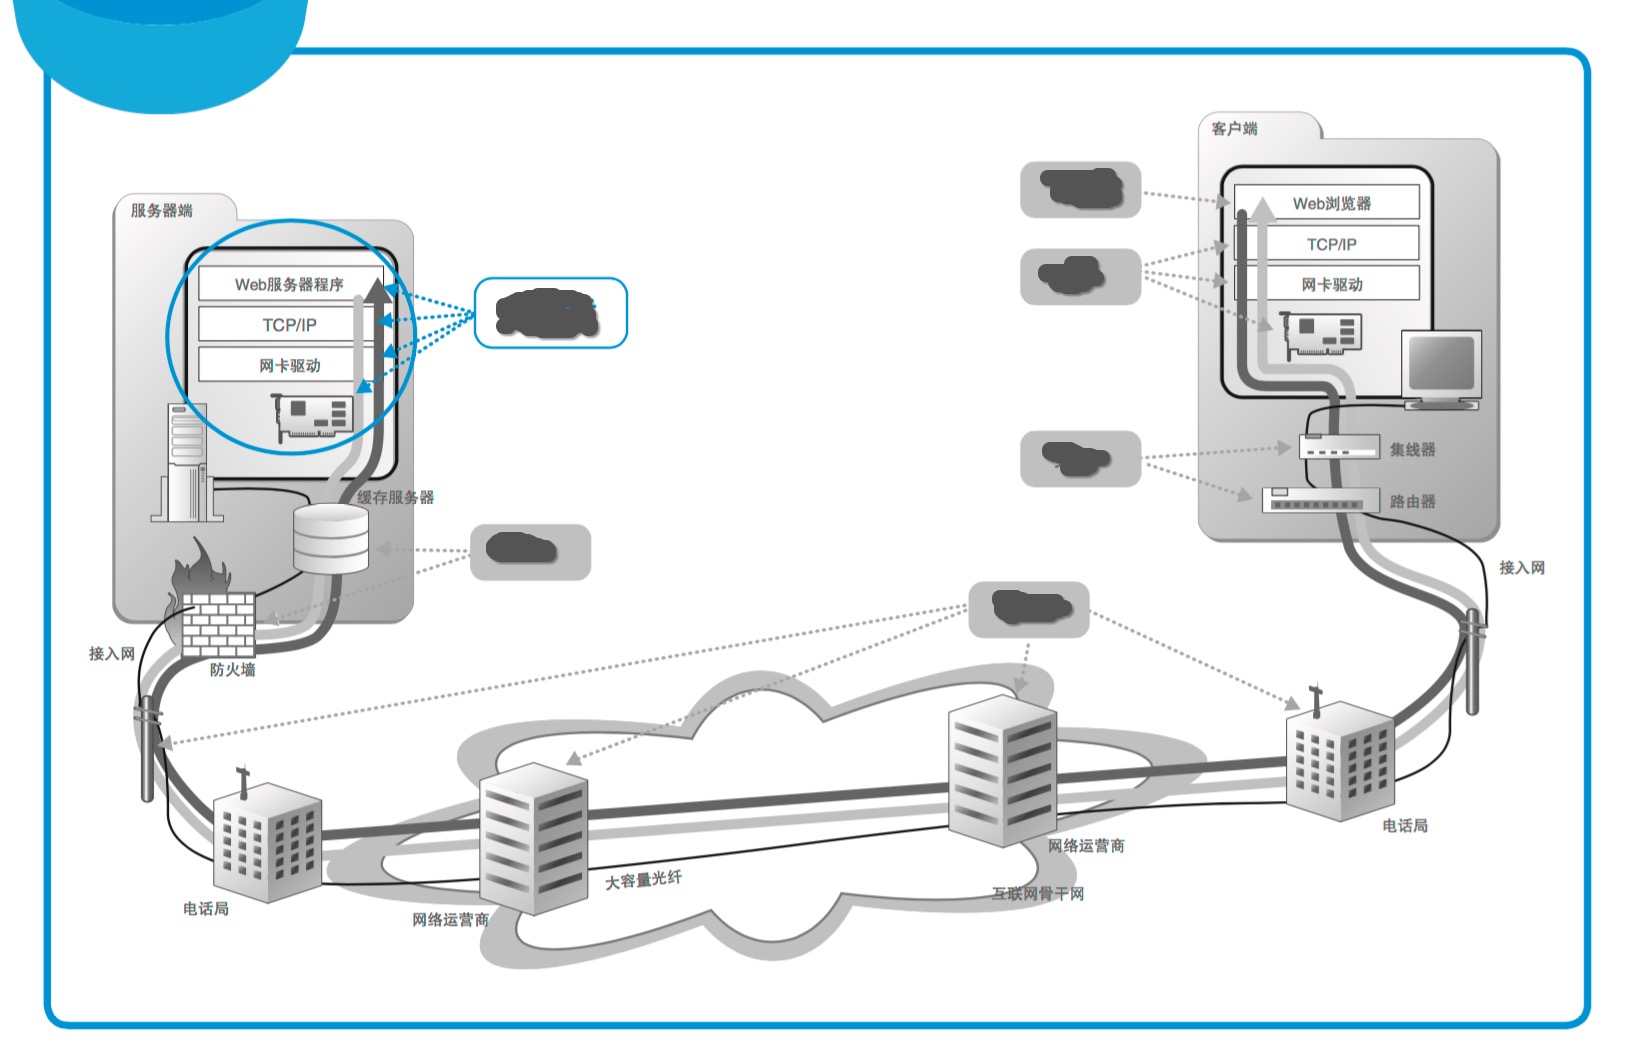 客户端
Web浏览器
TCP/IP
网卡驱动
集线器
路由器
接入网
服务器端
Web服务器程序
TCP/IP
网卡驱动
缓存服务器
接入网
防火墙
电话局
网络运营商
大容量光纤
网络运营商
互联网骨干网
电话局